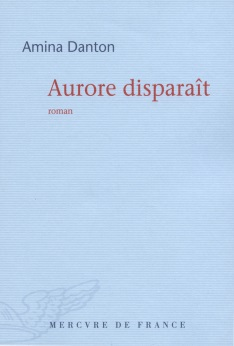 Amina Danton
Aurore disparaît
roman
MERCVRE DE FRANCE